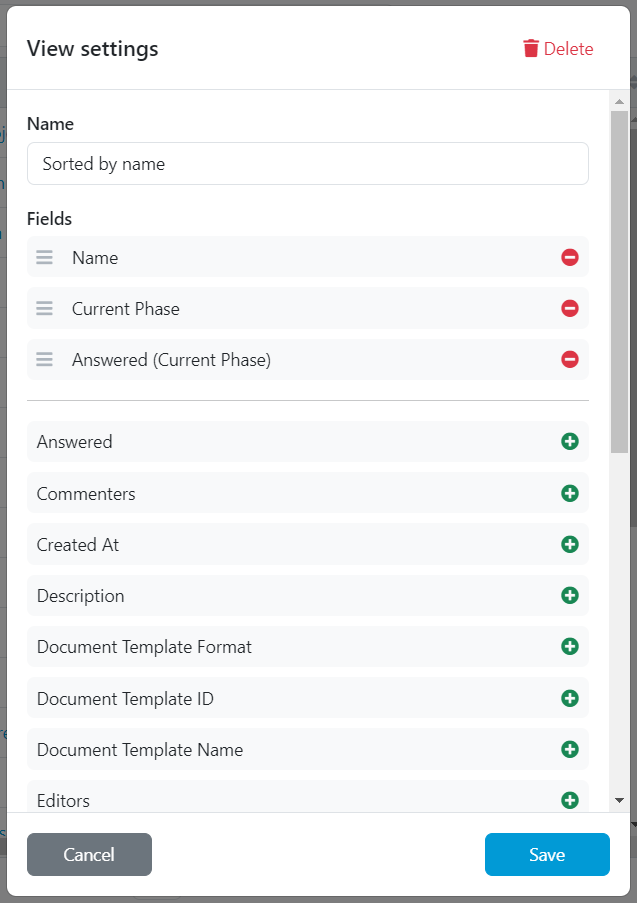 View settings
Delete
Name
Sorted by name
Fields
Name
Current Phase
Answered (Current Phase)
Answered
Commenters
Created At
Description
Document Template Format
Document Template ID
Document Template Name
Editors
Cancel
Save